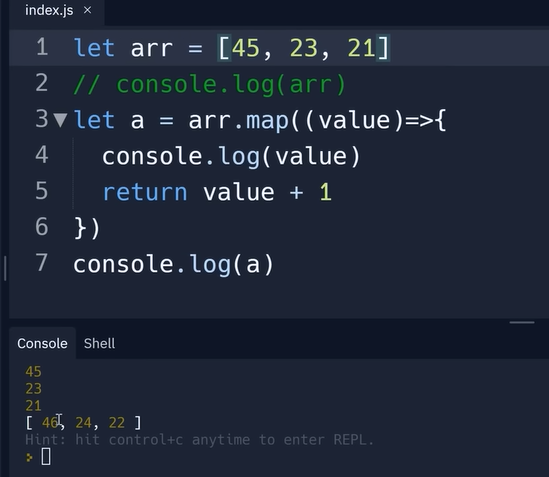 index.js ×
1 let arr = [45, 23, 21]
2 // console.log(arr)
3 ▼ let a = arr.map((value)=>{
4 console.log(value)
5 return value + 1
6 })
7 console.log(a)
Console Shell
45
23
21
[ 46, 24, 22 ]
Hint: hit control+c anytime to enter REPL.